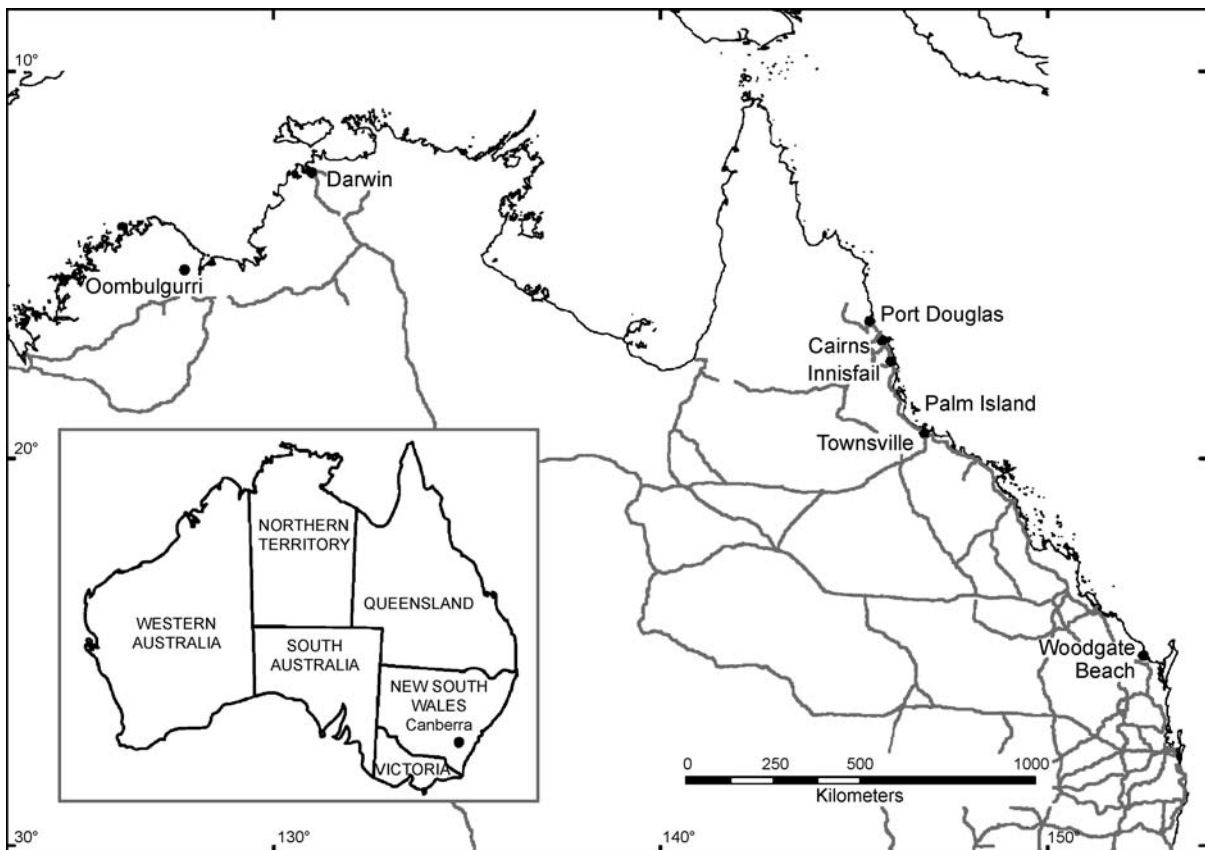 10°
Darwin
Oombulgurri
Port Douglas
Cairns
Innisfail
Palm Island
Townsville
20°
NORTHERN
TERRITORY
QUEENSLAND
WESTERN
AUSTRALIA
SOUTH
AUSTRALIA
NEW SOUTH
WALES
Canberra
VICTORIA
Woodgate
Beach
0 250 500 1000
Kilometers
30° 130° 140° 150°